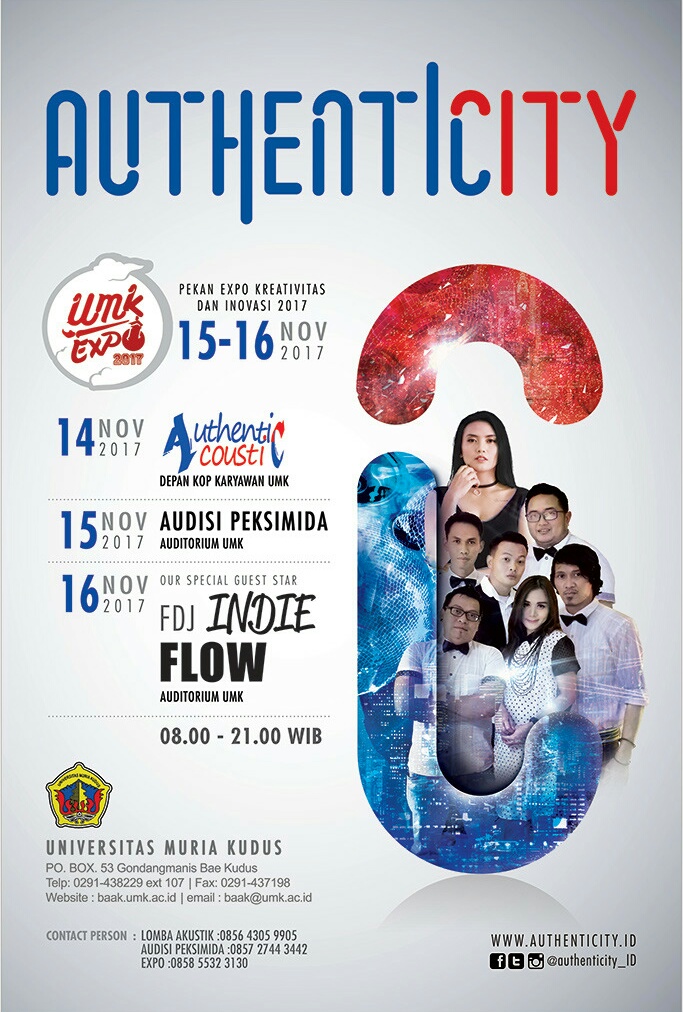 AUTHENTICITY
UMK
EXPO
2017
PEKAN EXPO KREATIVITAS
DAN INOVASI 2017
15-16 NOV
2017
14 NOV
2017
Authentic
Acoustic
DEPAN KOP KARYAWAN UMK
15 NOV
2017
AUDISI PEKSIMIDA
AUDITORIUM UMK
16 NOV
2017
OUR SPECIAL GUEST STAR
FDJ INDIE
FLOW
AUDITORIUM UMK
08.00 - 21.00 WIB
UNIVERSITAS MURIA KUDUS
UNIVERSITAS MURIA KUDUS
PO. BOX. 53 Gondangmanis Bae Kudus
Telp: 0291-438229 ext 107 | Fax: 0291-437198
Website : baak.umk.ac.id | email : baak@umk.ac.id
CONTACT PERSON : LOMBA AKUSTIK :0856 4305 9905
AUDISI PEKSIMIDA :0857 2744 3442
EXPO :0858 5532 3130
WWW.AUTHENTICITY.ID
@authenticity_ID